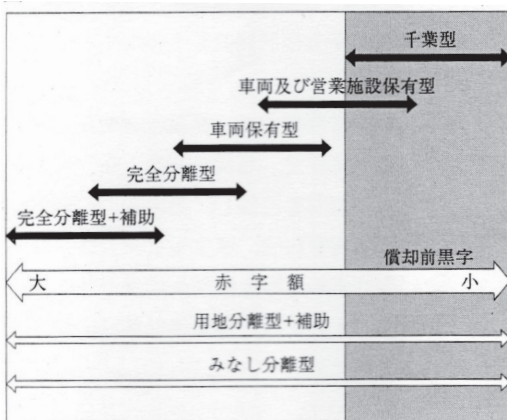 千葉型
車両及び営業施設保有型
車両保有型
完全分離型
完全分離型+補助
償却前黒字
大 赤字額 小
用地分離型+補助
みなし分離型